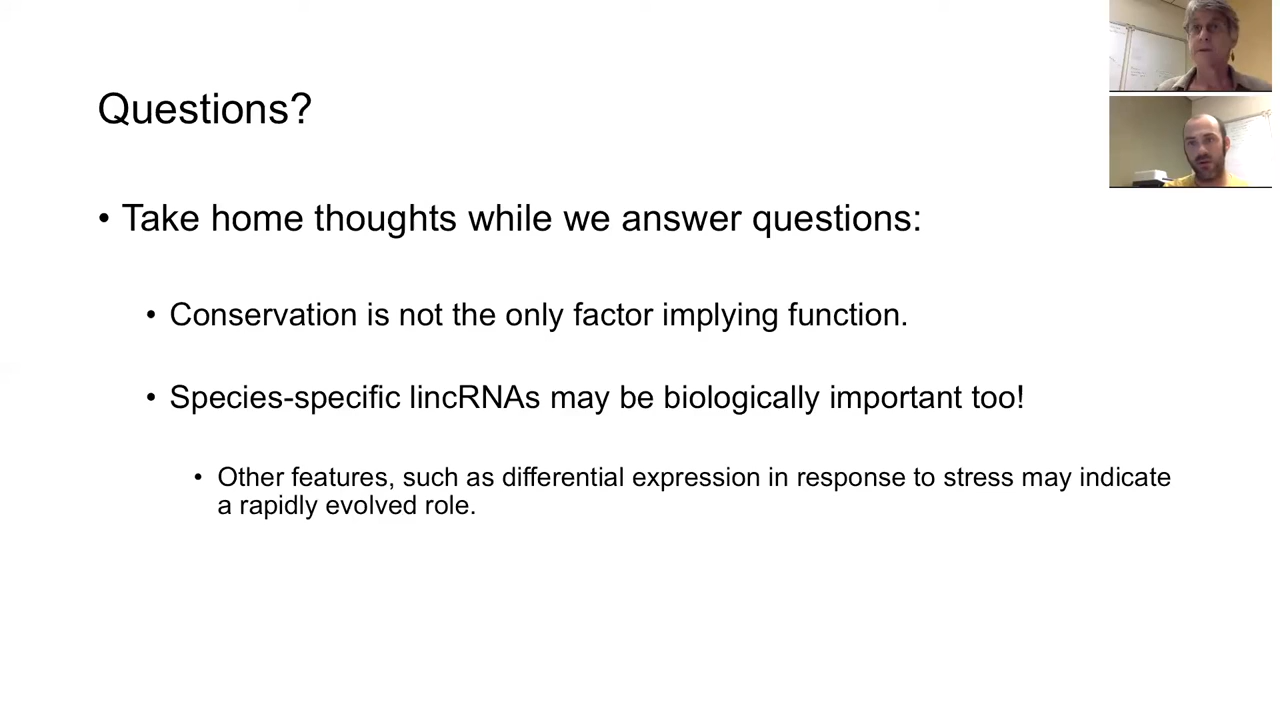 Questions?
• Take home thoughts while we answer questions:
• Conservation is not the only factor implying function.
• Species-specific lincRNAs may be biologically important too!
• Other features, such as differential expression in response to stress may indicate
a rapidly evolved role.